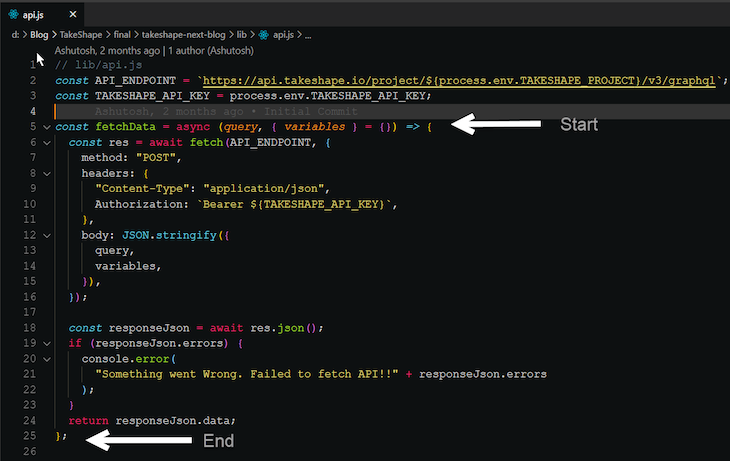 api.js ×
d: > Blog > TakeShape > final > takeshape-next-blog > lib > api.js > ...
Ashutosh, 2 months ago | 1 author (Ashutosh)
1 // lib/api.js
2 const API_ENDPOINT = `https://api.takeshape.io/project/${process.env.TAKESHAPE_PROJECT}/v3/graphql`;
3 const TAKESHAPE_API_KEY = process.env.TAKESHAPE_API_KEY;
4 Ashutosh, 2 months ago • Initial Commit
5 const fetchData = async (query, { variables } = {}) => { Start
6 const res = await fetch(API_ENDPOINT, {
7 method: "POST",
8 headers: {
9 "Content-Type": "application/json",
10 Authorization: `Bearer ${TAKESHAPE_API_KEY}`,
11 },
12 body: JSON.stringify({
13 query,
14 variables,
15 }),
16 });
17
18 const responseJson = await res.json();
19 if (responseJson.errors) {
20 console.error(
21 "Something went Wrong. Failed to fetch API!!" + responseJson.errors
22 );
23 }
24 return responseJson.data;
25 }; End
26